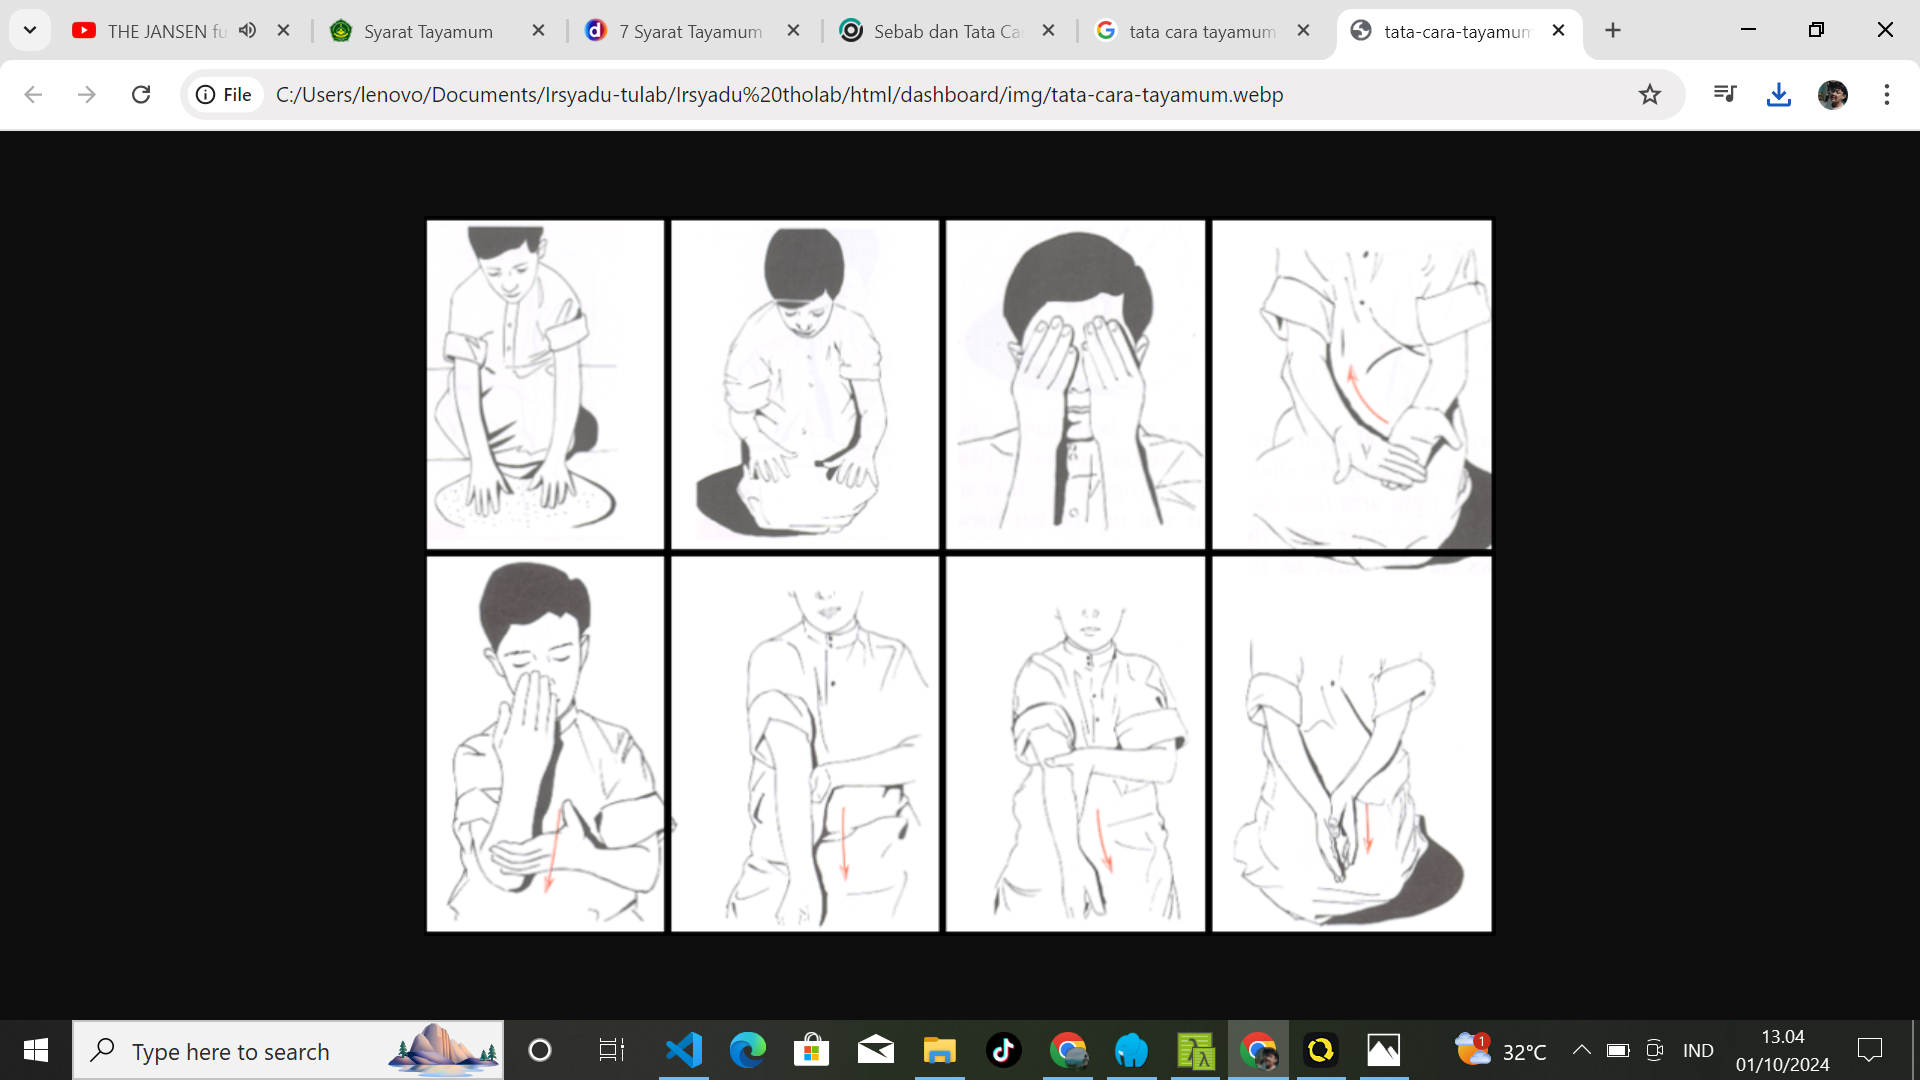 THE JANSEN fu
Syarat Tayamum
7 Syarat Tayamum
Sebab dan Tata Ca
tata cara tayamum
tata-cara-tayamum
File
C:/Users/lenovo/Documents/Irsyadu-tulab/Irsyadu%20tholab/html/dashboard/img/tata-cara-tayamum.webp
Type here to search
1
32°C
IND
13.04
01/10/2024